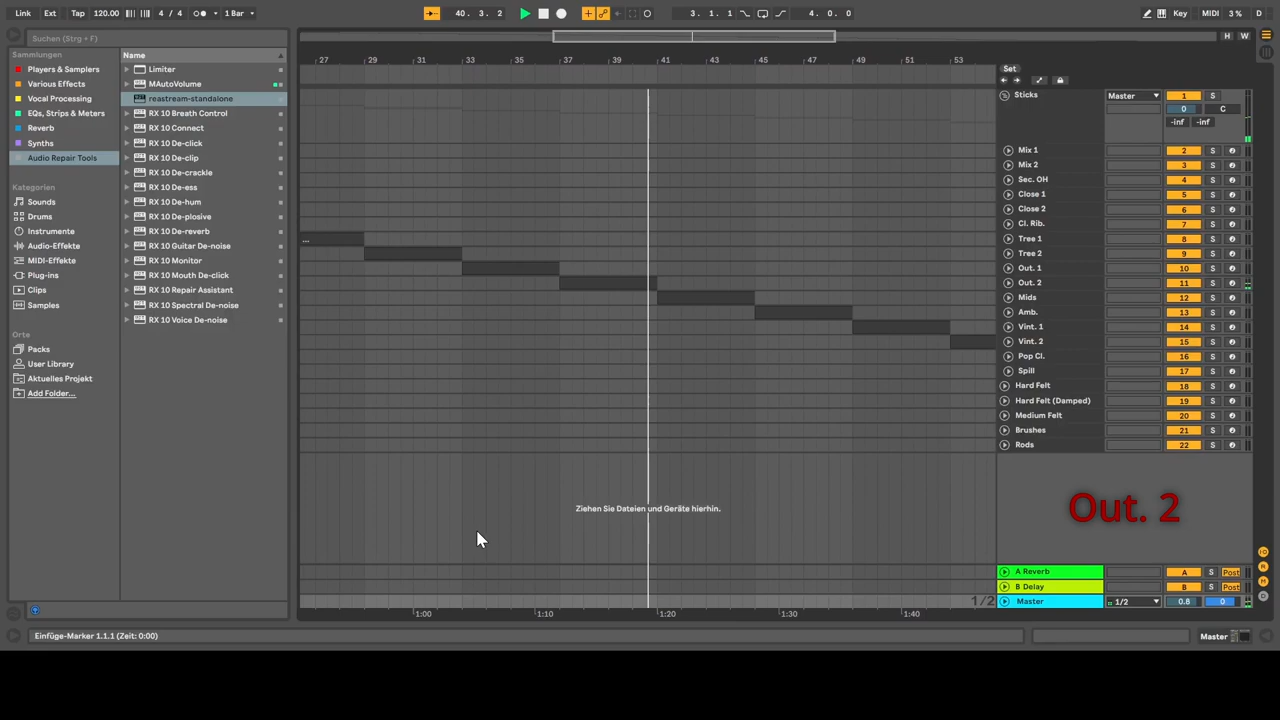 Link Ext Tap 120.00 4 / 4 1 Bar 40. 3. 2 3. 1. 1 4. 0. 0 Key MIDI 3 % D
Suchen (Strg + F)
H W
Sammlungen
Players & Samplers
Various Effects
Vocal Processing
EQs, Strips & Meters
Reverb
Synths
Audio Repair Tools
Kategorien
Sounds
Drums
Instrumente
Audio-Effekte
MIDI-Effekte
Plug-ins
Clips
Samples
Orte
Packs
User Library
Aktuelles Projekt
Add Folder...
Name
Limiter
MAutoVolume
reastream-standalone
RX 10 Breath Control
RX 10 Connect
RX 10 De-click
RX 10 De-clip
RX 10 De-crackle
RX 10 De-ess
RX 10 De-hum
RX 10 De-plosive
RX 10 De-reverb
RX 10 Guitar De-noise
RX 10 Monitor
RX 10 Mouth De-click
RX 10 Repair Assistant
RX 10 Spectral De-noise
RX 10 Voice De-noise
27 29 31 33 35 37 39 41 43 45 47 49 51 53
...
Ziehen Sie Dateien und Geräte hierhin.
1:00 1:10 1:20 1:30 1:40
1/2
Set
Sticks Master 1 S
0 C
-inf -inf
Mix 1 2 S
Mix 2 3 S
Sec. OH 4 S
Close 1 5 S
Close 2 6 S
Cl. Rib. 7 S
Tree 1 8 S
Tree 2 9 S
Out. 1 10 S
Out. 2 11 S
Mids 12 S
Amb. 13 S
Vint. 1 14 S
Vint. 2 15 S
Pop Cl. 16 S
Spill 17 S
Hard Felt 18 S
Hard Felt (Damped) 19 S
Medium Felt 20 S
Brushes 21 S
Rods 22 S
Out. 2
A Reverb A S Post
B Delay B S Post
Master 1/2 0.8 0
Einfüge-Marker 1.1.1 (Zeit: 0:00)
Master